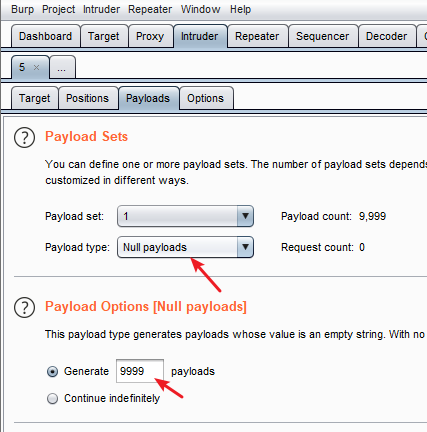 Burp Project Intruder Repeater Window Help
Dashboard Target Proxy Intruder Repeater Sequencer Decoder
5 × ...
Target Positions Payloads Options
? Payload Sets
You can define one or more payload sets. The number of payload sets depends
customized in different ways.
Payload set: 1 Payload count: 9,999
Payload type: Null payloads Request count: 0
? Payload Options [Null payloads]
This payload type generates payloads whose value is an empty string. With no
Generate 9999 payloads
Continue indefinitely